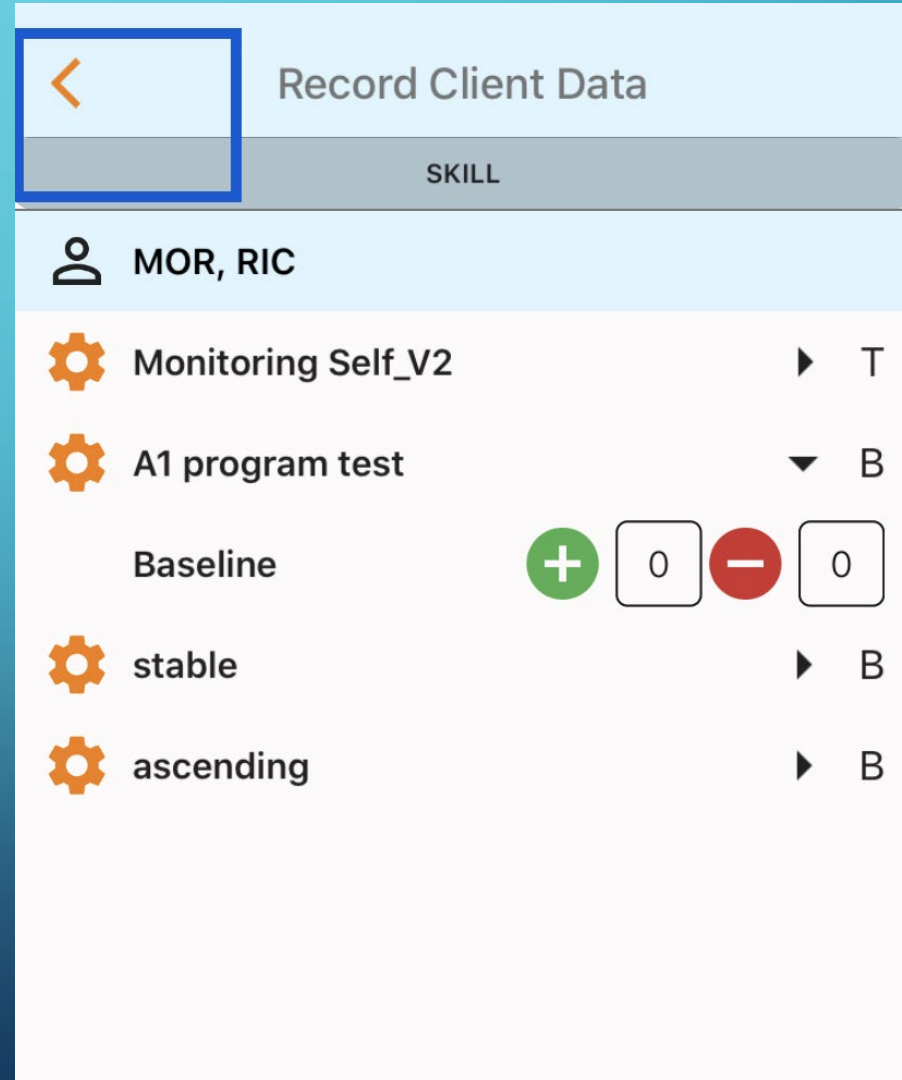 Record Client Data
SKILL
MOR, RIC
Monitoring Self_V2 T
A1 program test B
Baseline 0 0
stable B
ascending B